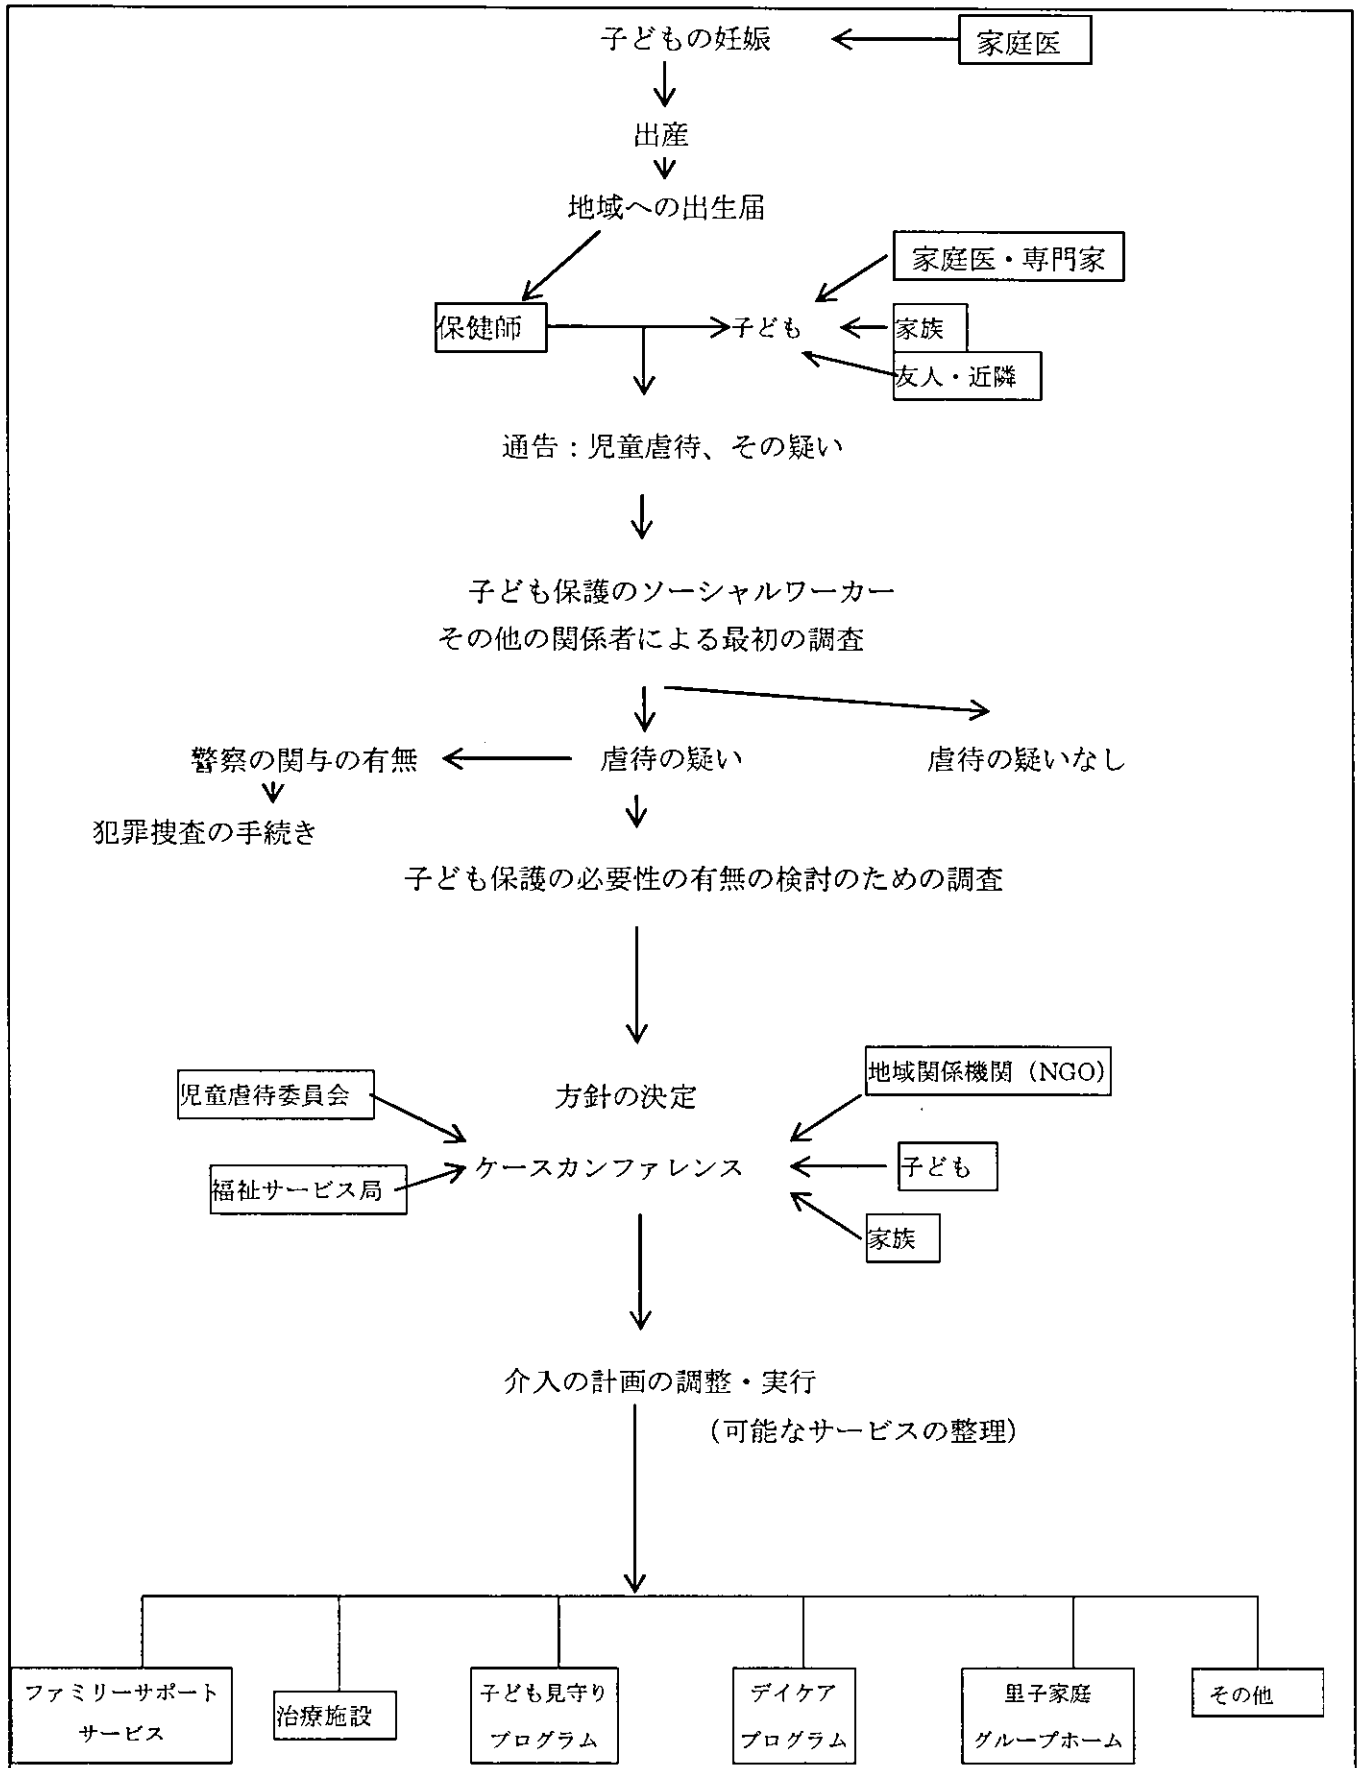 子どもの妊娠
家庭医
出産
地域への出生届
家庭医・専門家
保健師
子ども
家族
友人・近隣
通告：児童虐待、その疑い
子ども保護のソーシャルワーカー
その他の関係者による最初の調査
警察の関与の有無
虐待の疑い
虐待の疑いなし
犯罪捜査の手続き
子ども保護の必要性の有無の検討のための調査
地域関係機関（NGO）
児童虐待委員会
方針の決定
ケースカンファレンス
子ども
福祉サービス局
家族
介入の計画の調整・実行
（可能なサービスの整理）
ファミリーサポート
サービス
治療施設
子ども見守り
プログラム
デイケア
プログラム
里子家庭
グループホーム
その他